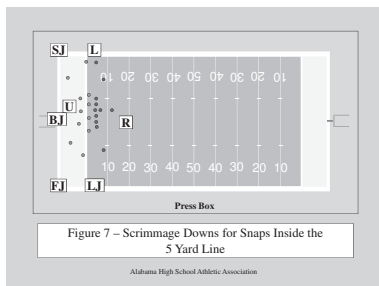 SJ L
10 20 30 40 50 40 30 20 10
U
BJ R
10 20 30 40 50 40 30 20 10
FJ LJ
Press Box
Figure 7 – Scrimmage Downs for Snaps Inside the
5 Yard Line
Alabama High School Athletic Association